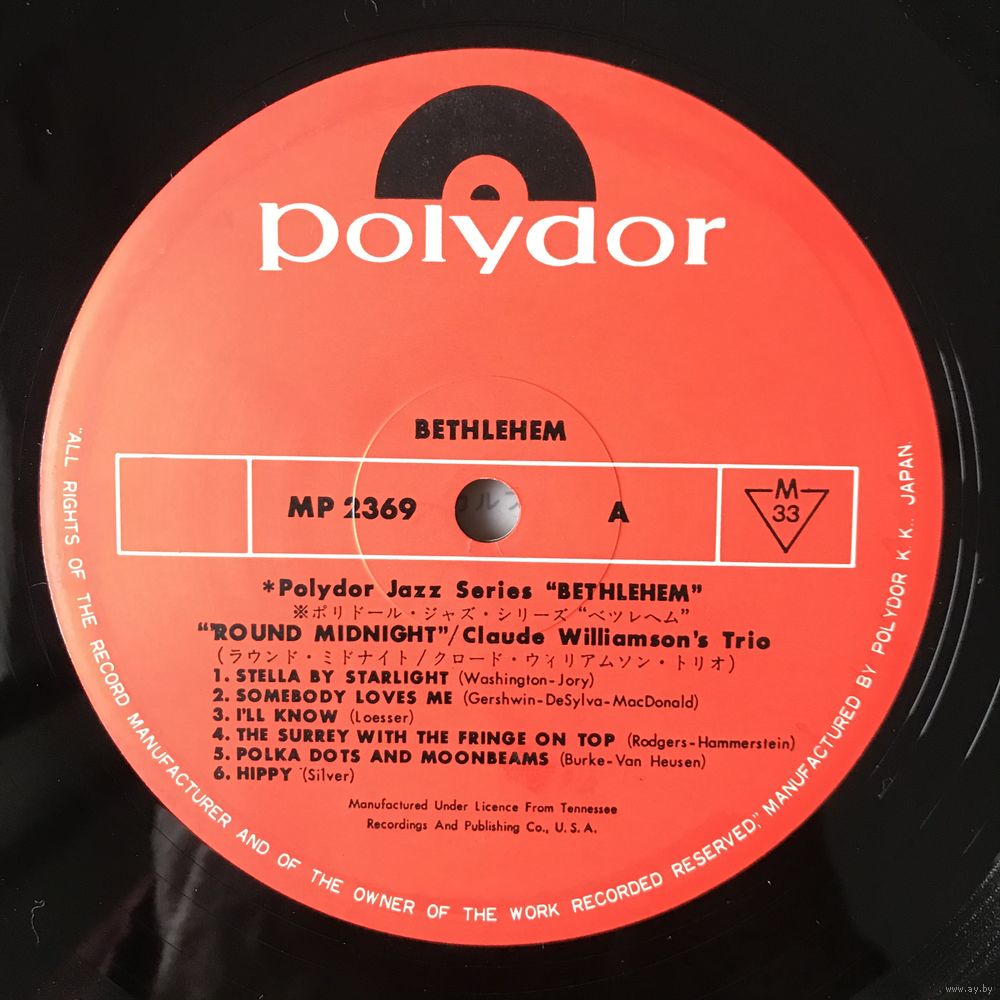 polydor
BETHLEHEM
MP 2369
A
M
33
*Polydor Jazz Series "BETHLEHEM"
※ポリドール・ジャズ・シリーズ“ベツレヘム”
"ROUND MIDNIGHT"/Claude Williamson's Trio
(ラウンド・ミドナイト/クロード・ウィリアムソン・トリオ)
1. STELLA BY STARLIGHT (Washington-Jory)
2. SOMEBODY LOVES ME (Gershwin-DeSylva-MacDonald)
3. I'LL KNOW (Loesser)
4. THE SURREY WITH THE FRINGE ON TOP (Rodgers-Hammerstein)
5. POLKA DOTS AND MOONBEAMS (Burke-Van Heusen)
6. HIPPY (Silver)
Manufactured Under Licence From Tennessee
Recordings And Publishing Co., U.S.A.
"ALL RIGHTS OF THE RECORD MANUFACTURER AND OF THE OWNER OF THE WORK RECORDED RESERVED," MANUFACTURED BY POLYDOR K.K., JAPAN
www.ay.by